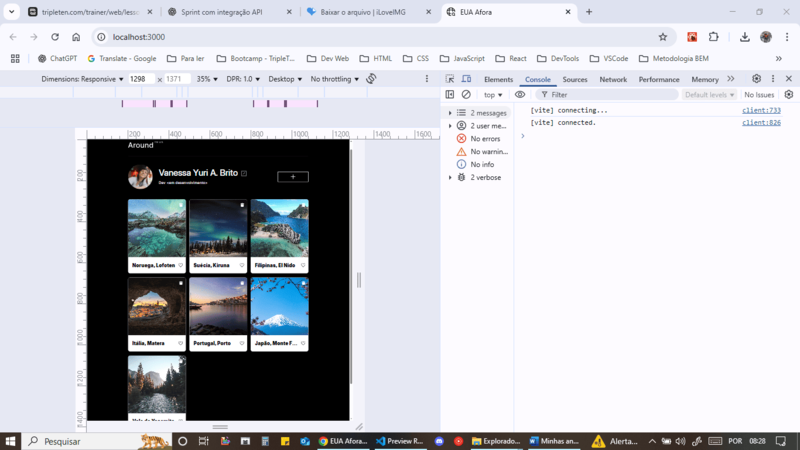 tripleten.com/trainer/web/lesso
Sprint com integração API
Baixar o arquivo | iLoveIMG
EUA Afora
localhost:3000
ChatGPT
Translate - Google
Para ler
Bootcamp - TripleT...
Dev Web
HTML
CSS
JavaScript
React
DevTools
VSCode
Metodologia BEM
Dimensions: Responsive
1298
×
1371
35%
DPR: 1.0
Desktop
No throttling
Elements
Console
Sources
Network
Performance
Memory
top
Filter
Default levels
No Issues
2 messages
2 user me...
No errors
No warnin...
No info
2 verbose
[vite] connecting...
client:733
[vite] connected.
client:826
200
400
600
800
1000
1200
1400
1600
Around
Vanessa Yuri A. Brito
Dev <em desenvolvimento>
Noruega, Lofoten
Suécia, Kiruna
Filipinas, El Nido
Itália, Matera
Portugal, Porto
Japão, Monte F...
Pesquisar
EUA Afora...
Preview R...
Explorado...
Minhas an...
Alerta...
POR
08:28